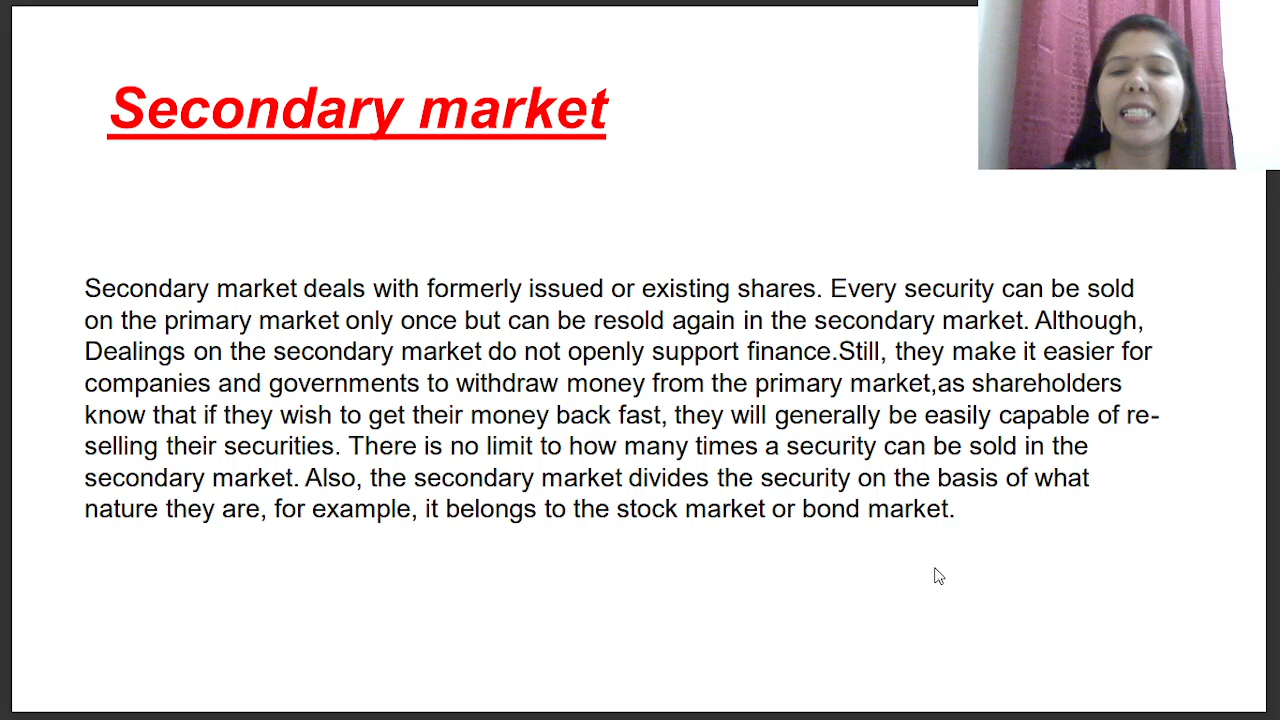 Secondary market
Secondary market deals with formerly issued or existing shares. Every security can be sold
on the primary market only once but can be resold again in the secondary market. Although,
Dealings on the secondary market do not openly support finance.Still, they make it easier for
companies and governments to withdraw money from the primary market,as shareholders
know that if they wish to get their money back fast, they will generally be easily capable of re-
selling their securities. There is no limit to how many times a security can be sold in the
secondary market. Also, the secondary market divides the security on the basis of what
nature they are, for example, it belongs to the stock market or bond market.